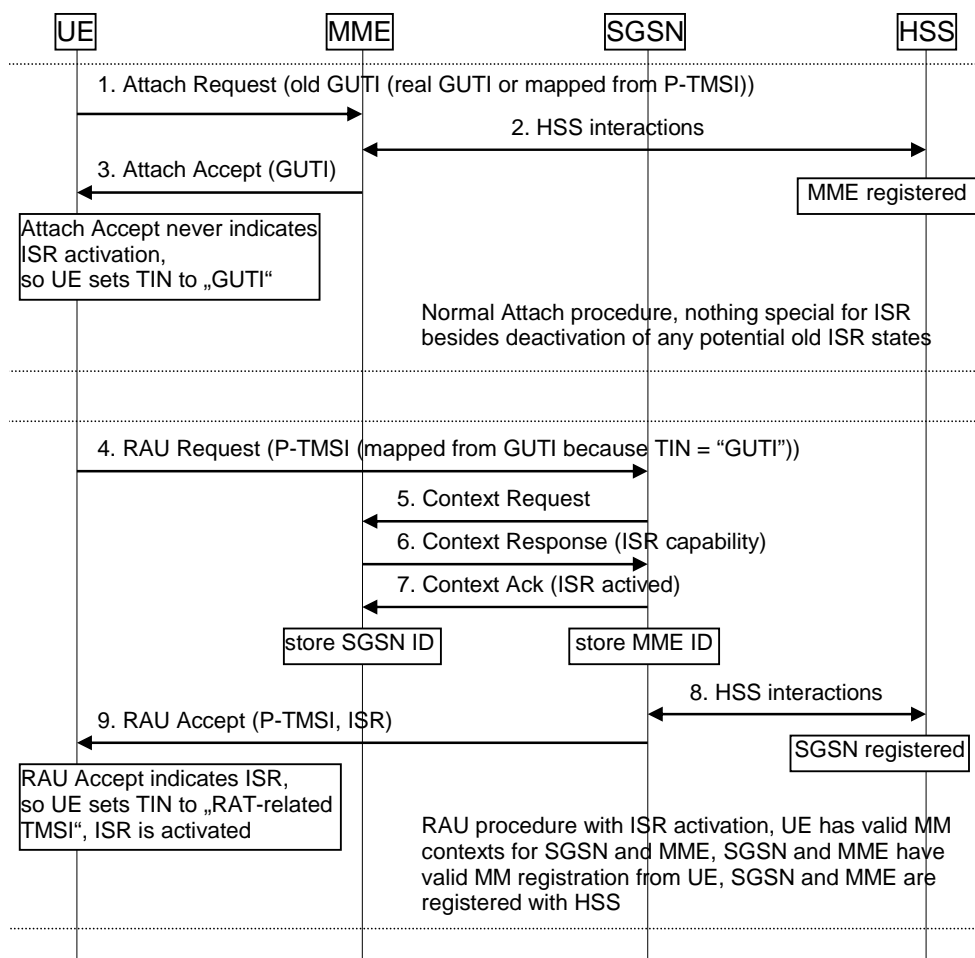 UE
MME
SGSN
HSS
1. Attach Request (old GUTI (real GUTI or mapped from P-TMSI))
2. HSS interactions
3. Attach Accept (GUTI)
MME registered
Attach Accept never indicates
ISR activation,
so UE sets TIN to „GUTI“
Normal Attach procedure, nothing special for ISR
besides deactivation of any potential old ISR states
4. RAU Request (P-TMSI (mapped from GUTI because TIN = “GUTI”))
5. Context Request
6. Context Response (ISR capability)
7. Context Ack (ISR actived)
store SGSN ID
store MME ID
8. HSS interactions
9. RAU Accept (P-TMSI, ISR)
SGSN registered
RAU Accept indicates ISR,
so UE sets TIN to „RAT-related
TMSI“, ISR is activated
RAU procedure with ISR activation, UE has valid MM
contexts for SGSN and MME, SGSN and MME have
valid MM registration from UE, SGSN and MME are
registered with HSS